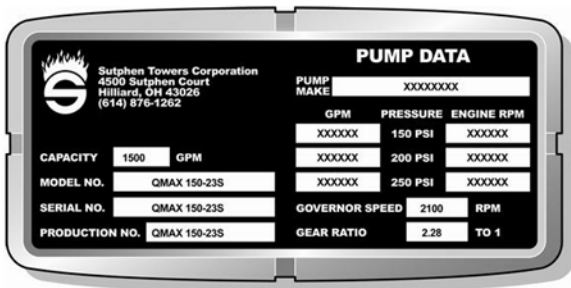 Sutphen Towers Corporation
4500 Sutphen Court
Hilliard, OH 43026
(614) 876-1262
CAPACITY 1500 GPM
MODEL NO. QMAX 150-23S
SERIAL NO. QMAX 150-23S
PRODUCTION NO. QMAX 150-23S
PUMP DATA
PUMP MAKE XXXXXXXX
GPM PRESSURE ENGINE RPM
XXXXXX 150 PSI XXXXXX
XXXXXX 200 PSI XXXXXX
XXXXXX 250 PSI XXXXXX
GOVERNOR SPEED 2100 RPM
GEAR RATIO 2.28 TO 1